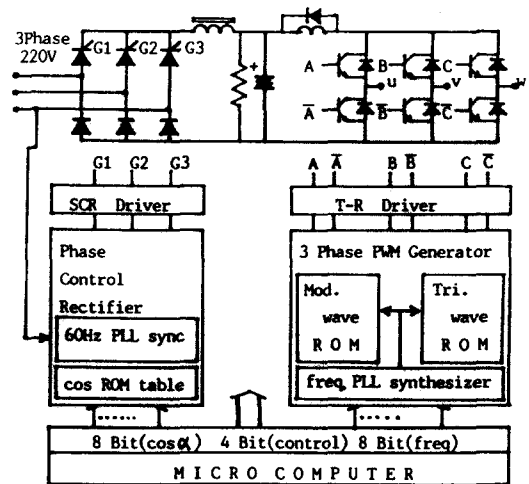 3Phase
220V
G1 G2 G3
+
A B C
u v w
A̅ B̅ C̅
G1 G2 G3
A A̅ B B̅ C C̅
SCR Driver
T-R Driver
Phase
Control
Rectifier
60Hz PLL sync
cos ROM table
3 Phase PWM Generator
Mod.
wave
ROM
Tri.
wave
ROM
freq PLL synthesizer
8 Bit(cosα) 4 Bit(control) 8 Bit(freq)
MICRO COMPUTER